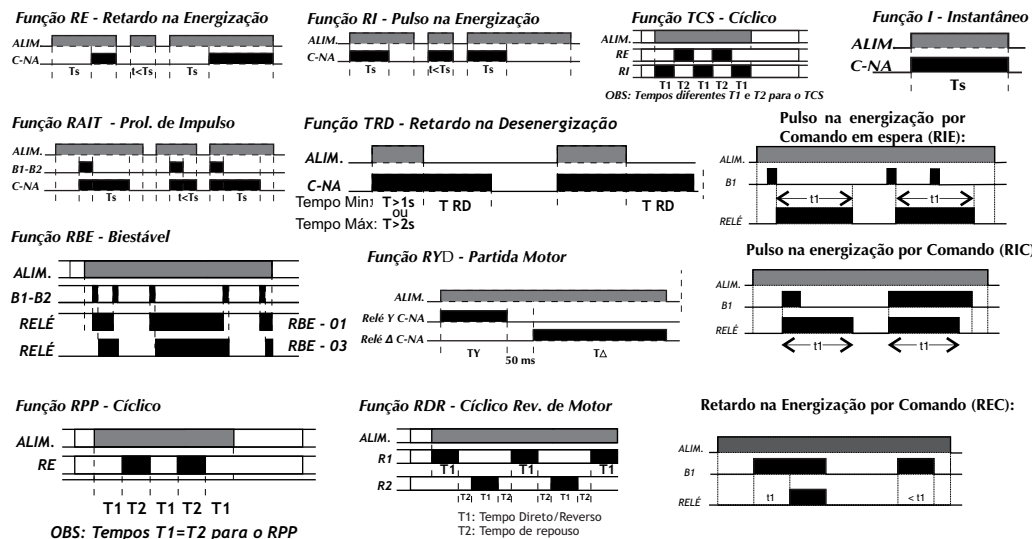 Função RE - Retardo na Energização
ALIM.
C-NA
Ts
t<Ts
Ts
Função RI - Pulso na Energização
ALIM.
C-NA
Ts
t<Ts
Ts
Função TCS - Cíclico
ALIM.
RE
RI
T1 T2 T1 T2 T1
OBS: Tempos diferentes T1 e T2 para o TCS
Função I - Instantâneo
ALIM.
C-NA
Ts
Função RAIT - Prol. de Impulso
ALIM.
B1-B2
C-NA
Ts
t<Ts
Ts
Função TRD - Retardo na Desenergização
ALIM.
C-NA
T RD
T RD
Tempo Min: T>1s
ou
Tempo Máx: T>2s
Pulso na energização por
Comando em espera (RIE):
ALIM.
B1
t1
t1
RELÉ
Função RBE - Biestável
ALIM.
B1-B2
RELÉ
RBE - 01
RELÉ
RBE - 03
Função RYD - Partida Motor
ALIM.
Relé Y C-NA
Relé Δ C-NA
TY
50 ms
TΔ
Pulso na energização por Comando (RIC)
ALIM.
B1
RELÉ
t1
t1
Função RPP - Cíclico
ALIM.
RE
T1 T2 T1 T2 T1
OBS: Tempos T1=T2 para o RPP
Função RDR - Cíclico Rev. de Motor
ALIM.
R1
T1
T1
T1
R2
T2 T1 T2
T2 T1 T2
T1: Tempo Direto/Reverso
T2: Tempo de repouso
Retardo na Energização por Comando (REC):
ALIM.
B1
t1
< t1
RELÉ